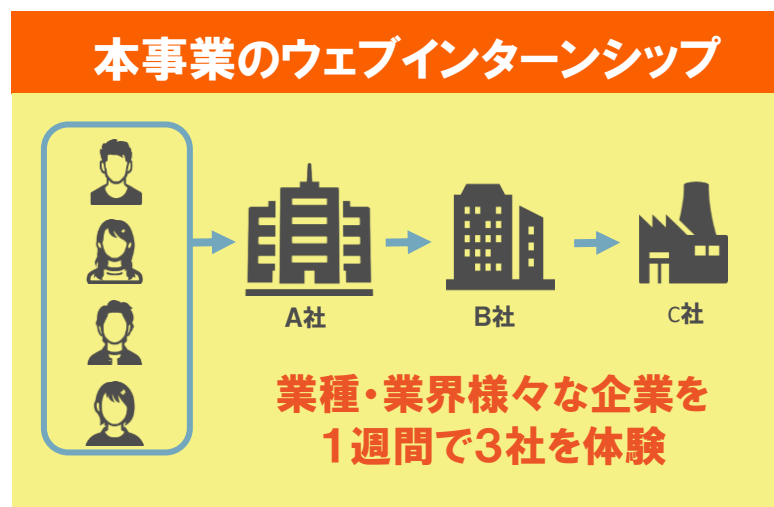 本事業のウェブインターンシップ
A社
B社
C社
業種・業界様々な企業を
1週間で3社を体験